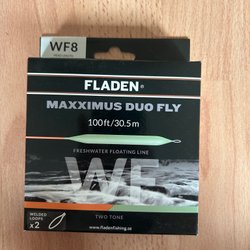 WF8
FLADEN
MAXXIMUS DUO FLY
100ft/30.5m
FRESHWATER FLOATING LINE
WF
WELDED
LOOPS
x2
TWO TONE
www.fladenfishing.se